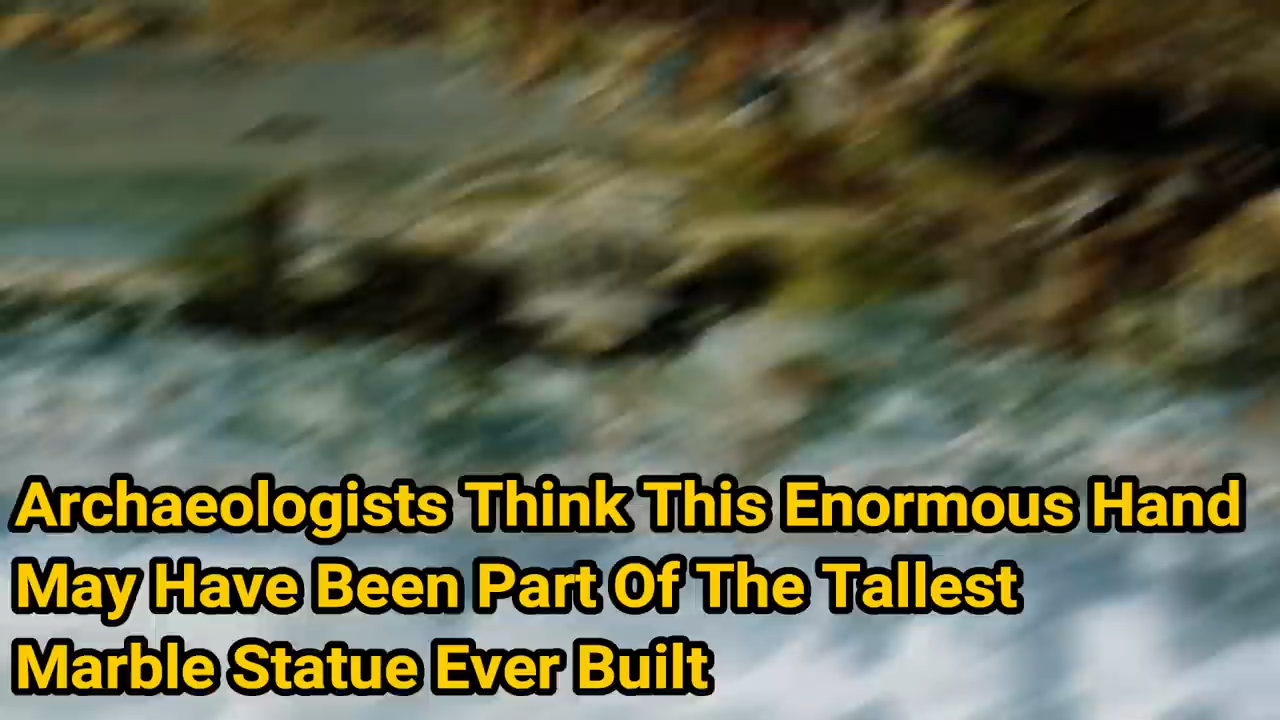 Archaeologists Think This Enormous Hand
May Have Been Part Of The Tallest
Marble Statue Ever Built